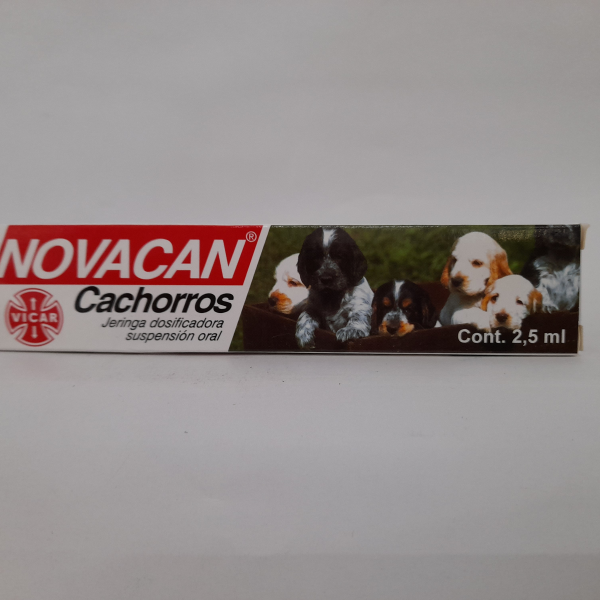 NOVACAN®
Cachorros
Jeringa dosificadora
suspensión oral
VICAR
Cont. 2,5 ml